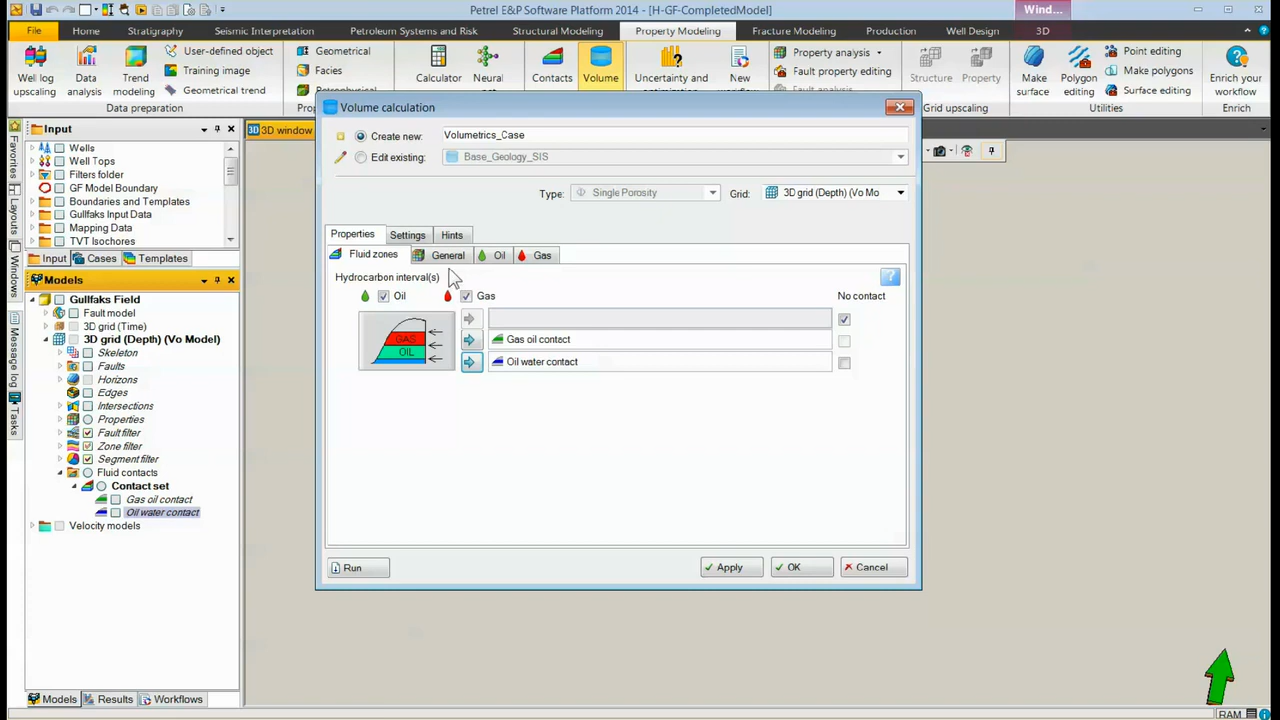 Petrel E&P Software Platform 2014 - [H-GF-CompletedModel]
Wind...
File
Home
Stratigraphy
Seismic Interpretation
Petroleum Systems and Risk
Structural Modeling
Property Modeling
Fracture Modeling
Production
Well Design
3D
Well log
upscaling
Data
analysis
Trend
modeling
User-defined object
Training image
Geometrical trend
Data preparation
Geometrical
Facies
Calculator
Neural
Contacts
Volume
Uncertainty and
New
Property analysis
Fault property editing
Structure
Property
Grid upscaling
Make
surface
Polygon
editing
Point editing
Make polygons
Surface editing
Utilities
Enrich your
workflow
Enrich
Favorites
Layouts
Windows
Message log
Tasks
Input
Wells
Well Tops
Filters folder
GF Model Boundary
Boundaries and Templates
Gullfaks Input Data
Mapping Data
TVT Isochores
Input
Cases
Templates
Models
Gullfaks Field
Fault model
3D grid (Time)
3D grid (Depth) (Vo Model)
Skeleton
Faults
Horizons
Edges
Intersections
Properties
Fault filter
Zone filter
Segment filter
Fluid contacts
Contact set
Gas oil contact
Oil water contact
Velocity models
Models
Results
Workflows
3D window
Volume calculation
Create new:
Volumetrics_Case
Edit existing:
Base_Geology_SIS
Type:
Single Porosity
Grid:
3D grid (Depth) (Vo Mo
Properties
Settings
Hints
Fluid zones
General
Oil
Gas
Hydrocarbon interval(s)
?
Oil
Gas
No contact
GAS
OIL
Gas oil contact
Oil water contact
Run
Apply
OK
Cancel
RAM